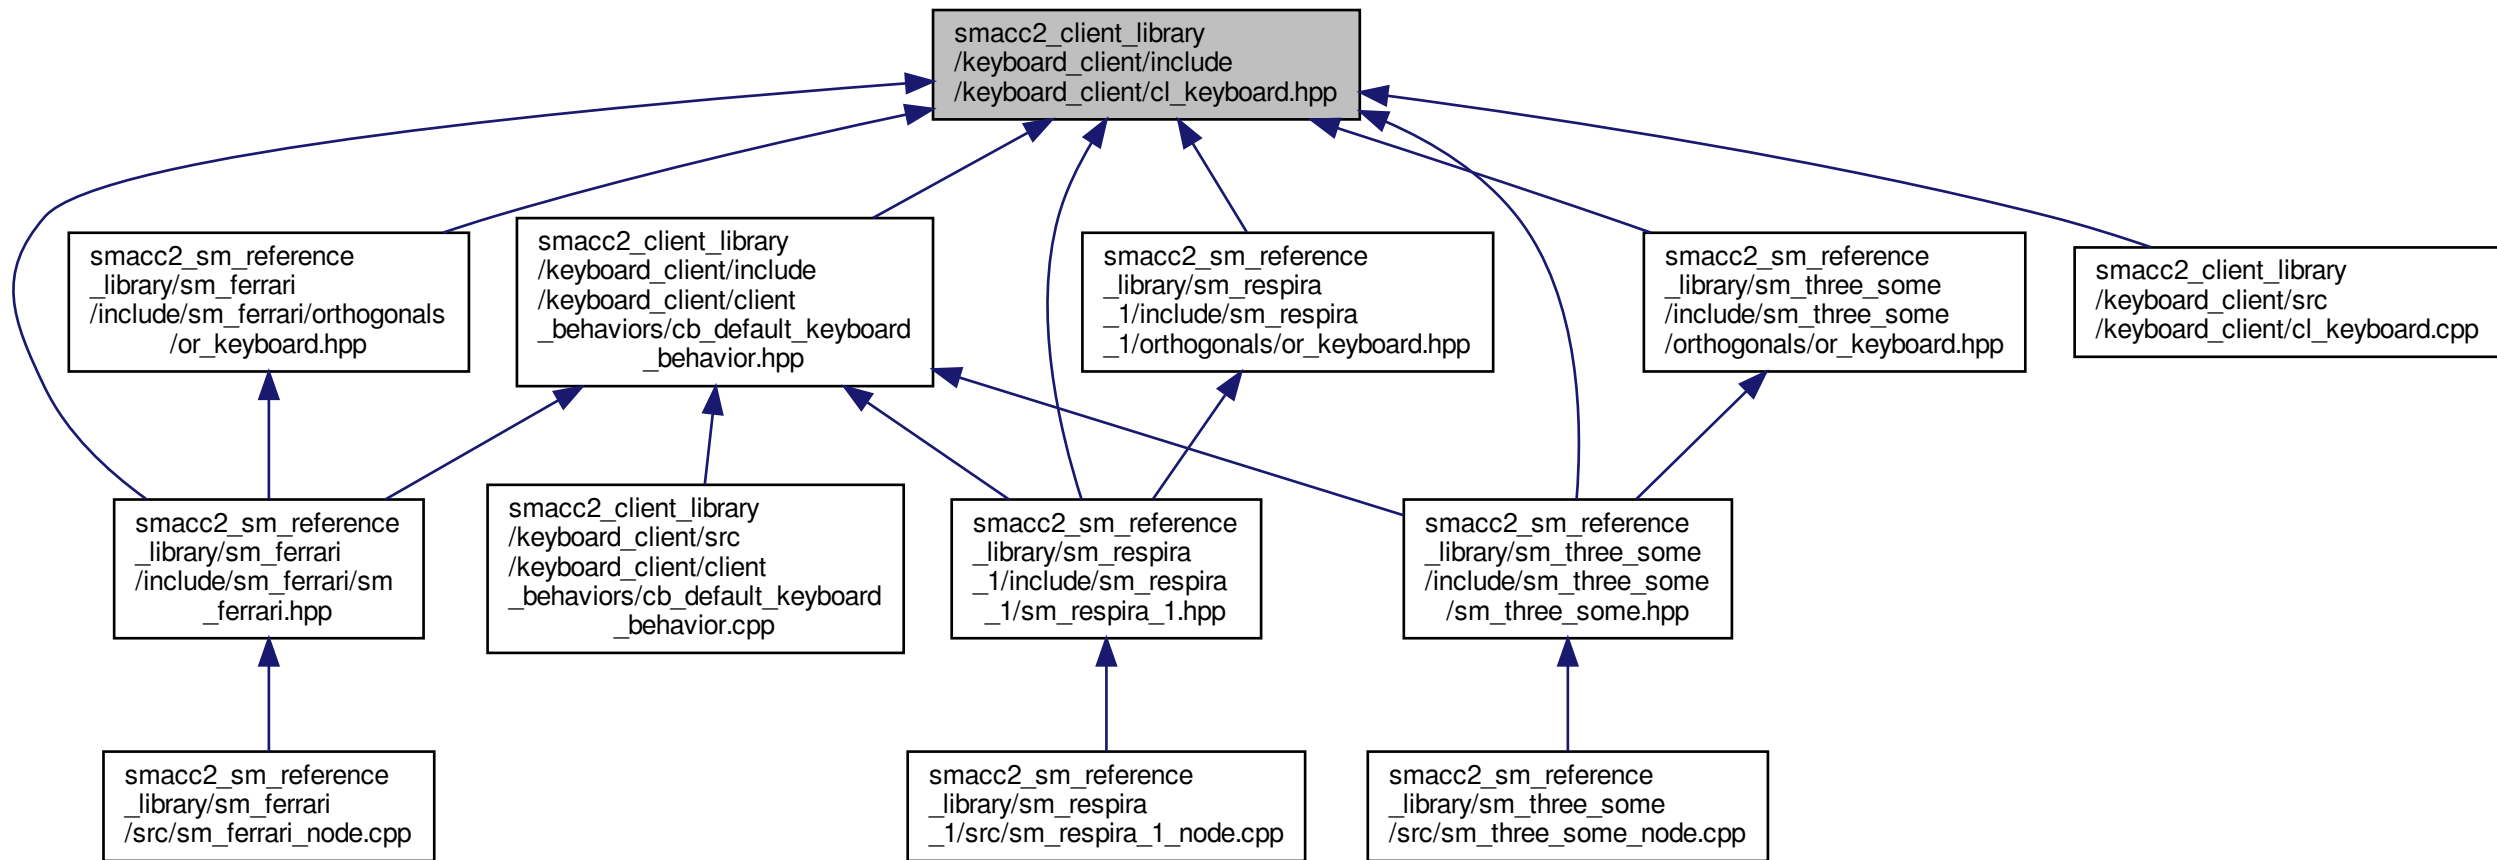 smacc2_client_library
/keyboard_client/include
/keyboard_client/cl_keyboard.hpp
smacc2_sm_reference
_library/sm_ferrari
/include/sm_ferrari/orthogonals
/or_keyboard.hpp
smacc2_client_library
/keyboard_client/include
/keyboard_client/client
_behaviors/cb_default_keyboard
_behavior.hpp
smacc2_sm_reference
_library/sm_respira
_1/include/sm_respira
_1/orthogonals/or_keyboard.hpp
smacc2_sm_reference
_library/sm_three_some
/include/sm_three_some
/orthogonals/or_keyboard.hpp
smacc2_client_library
/keyboard_client/src
/keyboard_client/cl_keyboard.cpp
smacc2_sm_reference
_library/sm_ferrari
/include/sm_ferrari/sm
_ferrari.hpp
smacc2_client_library
/keyboard_client/src
/keyboard_client/client
_behaviors/cb_default_keyboard
_behavior.cpp
smacc2_sm_reference
_library/sm_respira
_1/include/sm_respira
_1/sm_respira_1.hpp
smacc2_sm_reference
_library/sm_three_some
/include/sm_three_some
/sm_three_some.hpp
smacc2_sm_reference
_library/sm_ferrari
/src/sm_ferrari_node.cpp
smacc2_sm_reference
_library/sm_respira
_1/src/sm_respira_1_node.cpp
smacc2_sm_reference
_library/sm_three_some
/src/sm_three_some_node.cpp